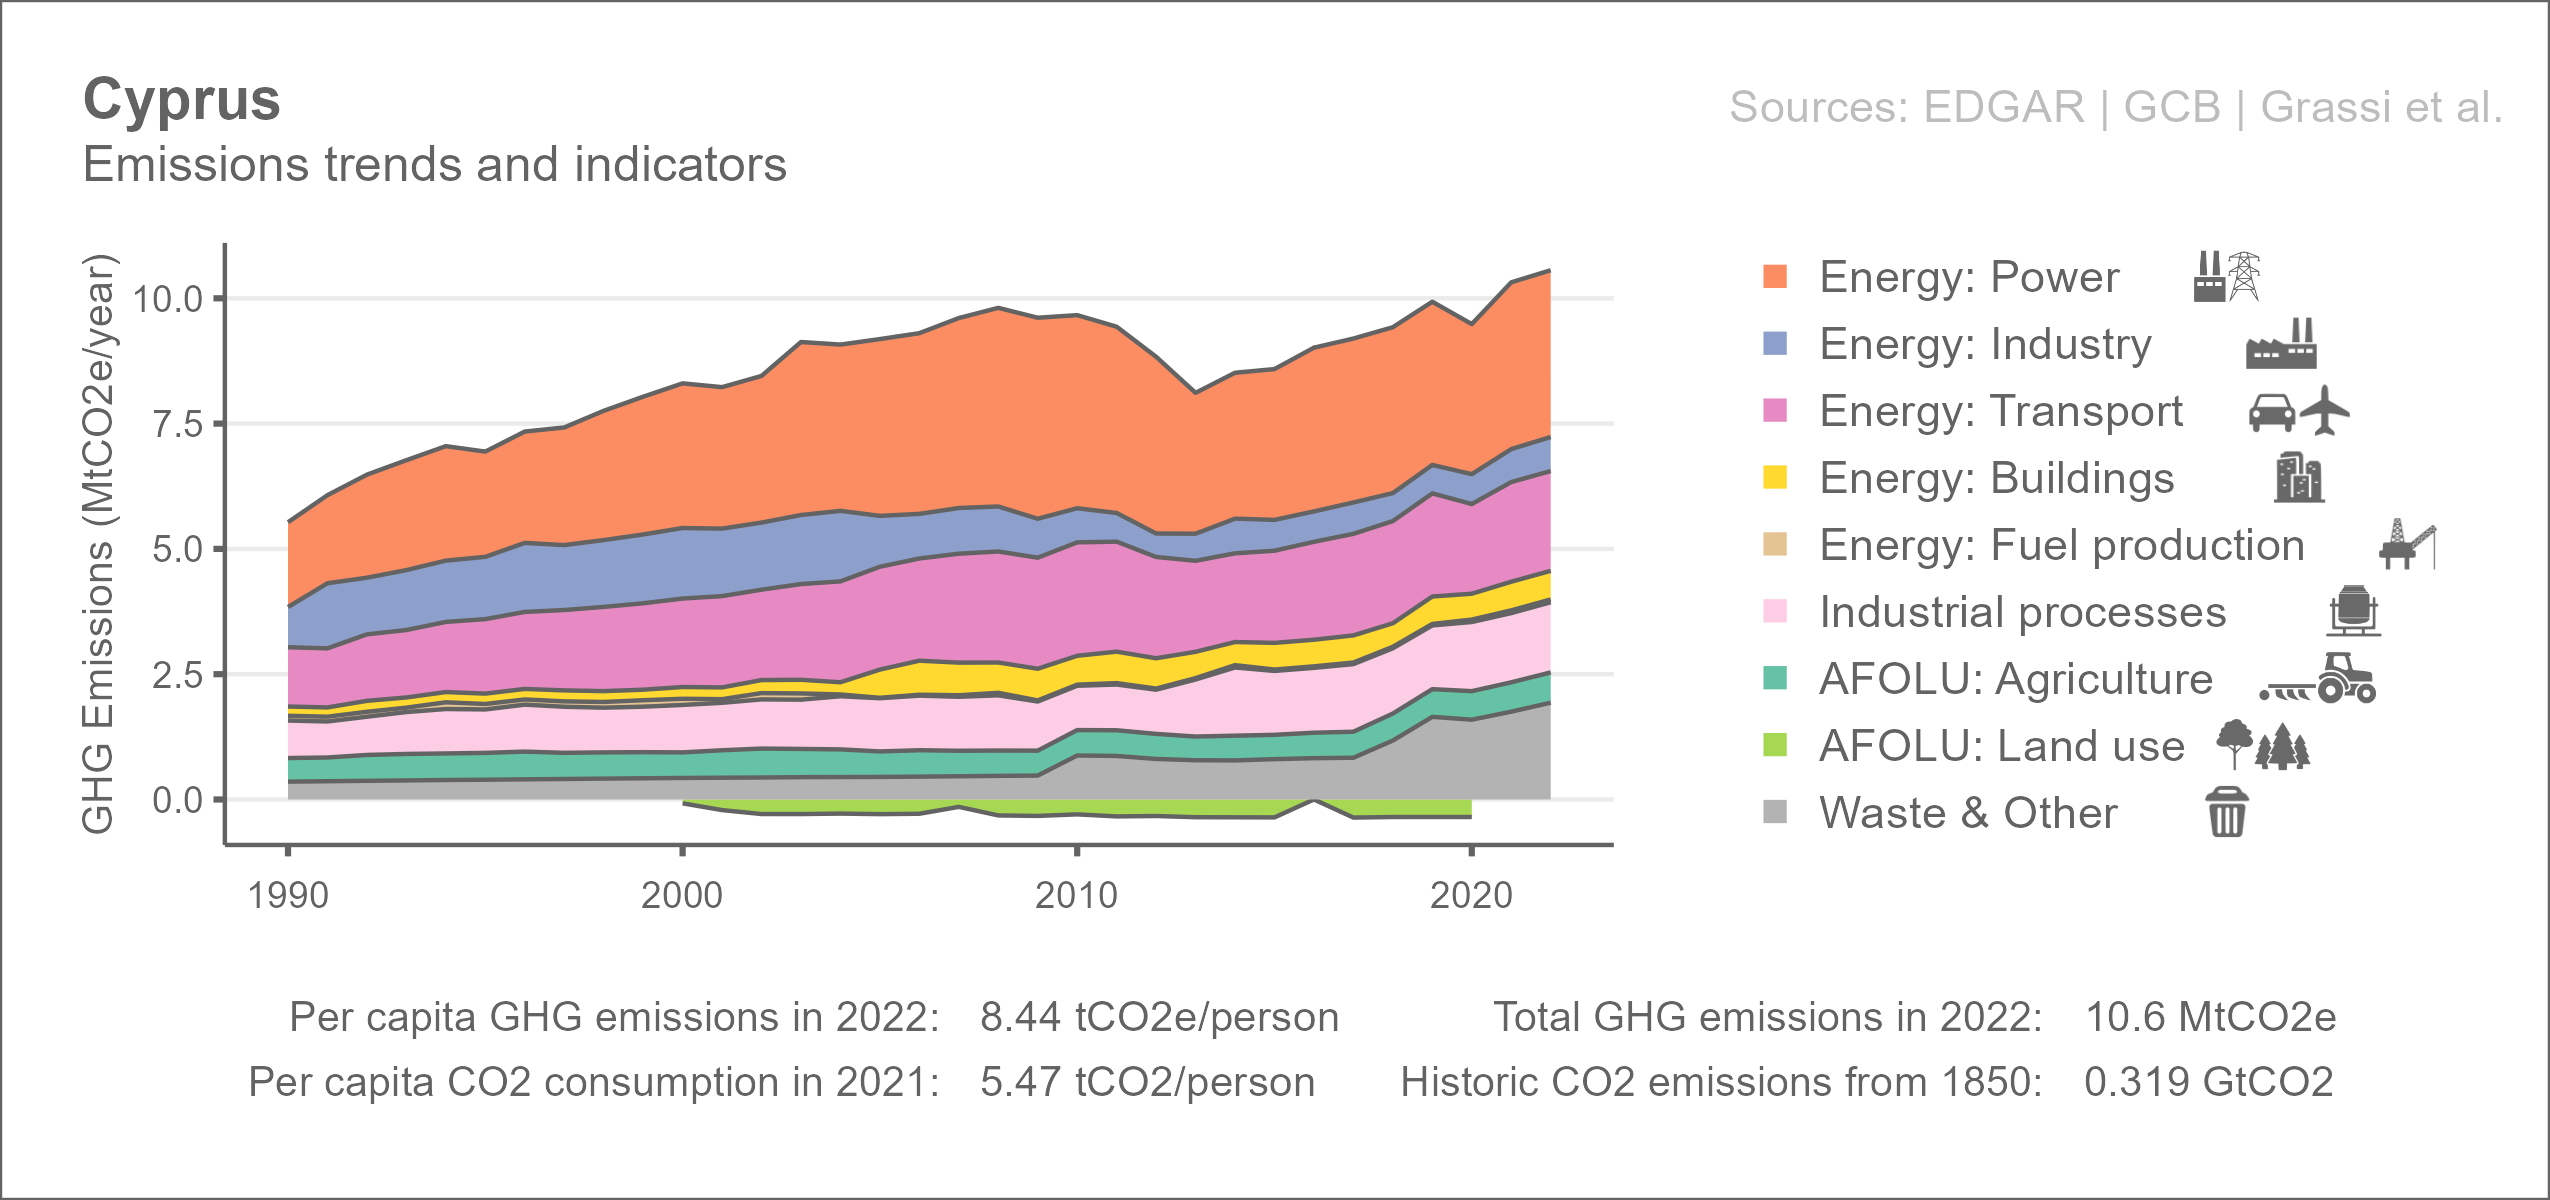 Cyprus
Sources: EDGAR | GCB | Grassi et al.
Emissions trends and indicators
GHG Emissions (MtCO2e/year)
10.0
7.5
5.0
2.5
0.0
1990
2000
2010
2020
Energy: Power
Energy: Industry
Energy: Transport
Energy: Buildings
Energy: Fuel production
Industrial processes
AFOLU: Agriculture
AFOLU: Land use
Waste & Other
Per capita GHG emissions in 2022: 8.44 tCO2e/person
Total GHG emissions in 2022: 10.6 MtCO2e
Per capita CO2 consumption in 2021: 5.47 tCO2/person
Historic CO2 emissions from 1850: 0.319 GtCO2